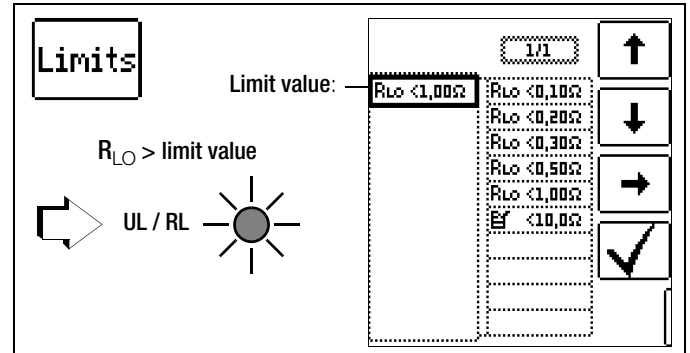 Limits
Limit value:
R_LO > limit value
UL / RL
1/1
RLO <1,00Ω
RLO <0,10Ω
RLO <0,20Ω
RLO <0,30Ω
RLO <0,50Ω
RLO <1,00Ω
<10,0Ω